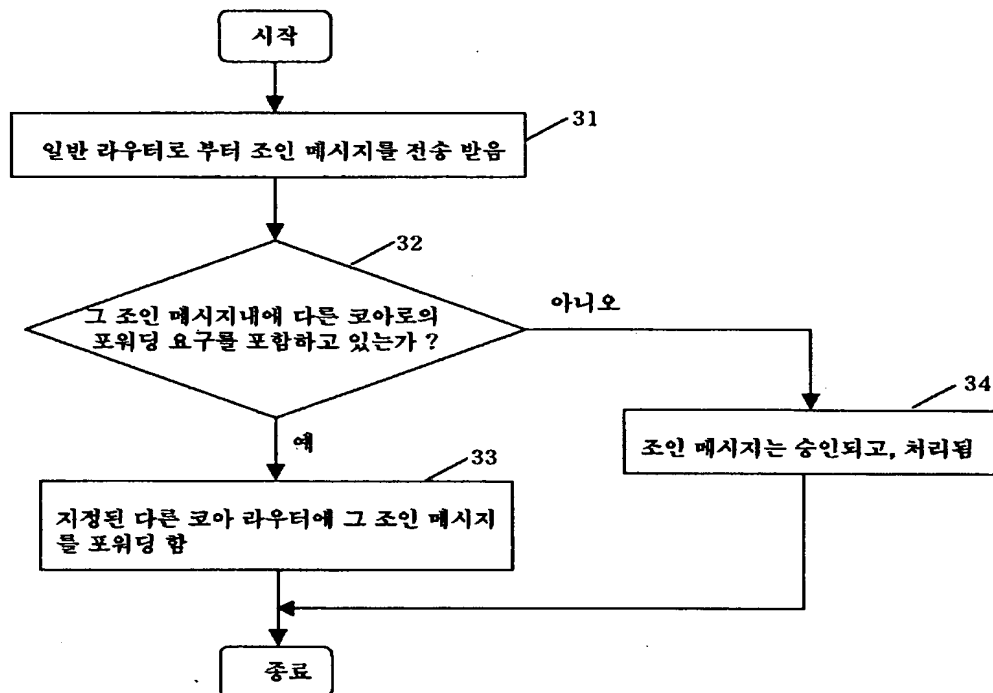 시작
31
일반 라우터로 부터 조인 메시지를 전송 받음
32
그 조인 메시지내에 다른 코아로의
포워딩 요구를 포함하고 있는가 ?
아니오
예
34
조인 메시지는 승인되고, 처리됨
33
지정된 다른 코아 라우터에 그 조인 메시지
를 포워딩 함
종료